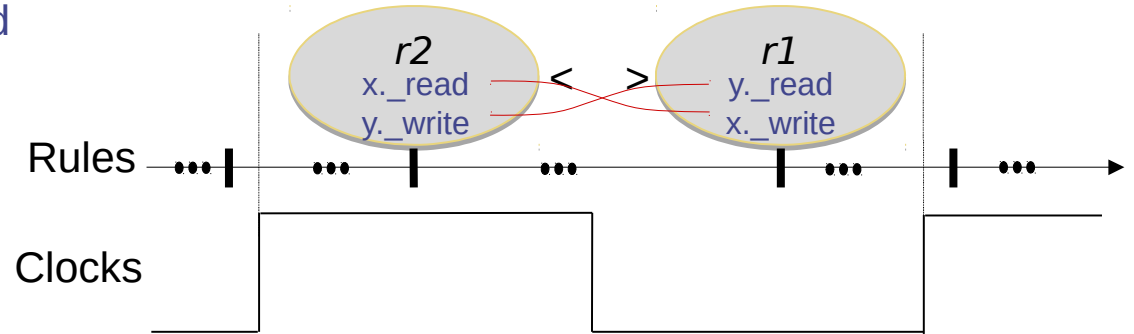 d
r2
x._read
y._write
<
>
r1
y._read
x._write
Rules
Clocks